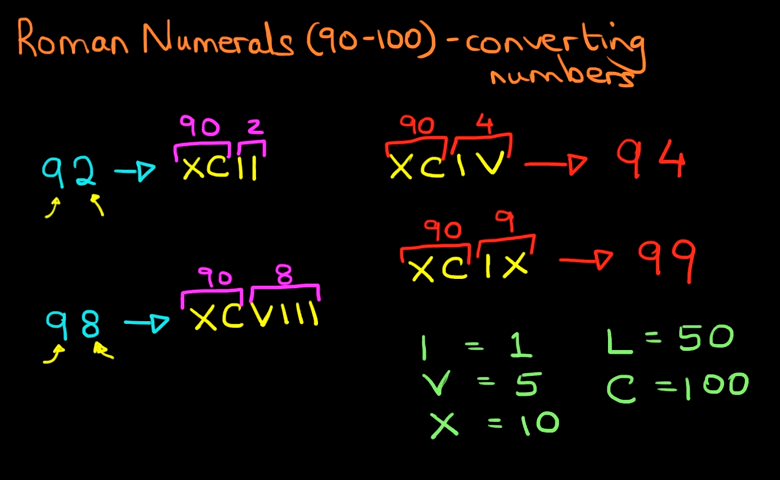 Roman Numerals (90-100) - converting
numbers
90 2
92 → XCII
90 8
98 → XCVIII
90 4
XCIV → 94
90 9
XCIX → 99
I = 1
V = 5
X = 10
L = 50
C = 100